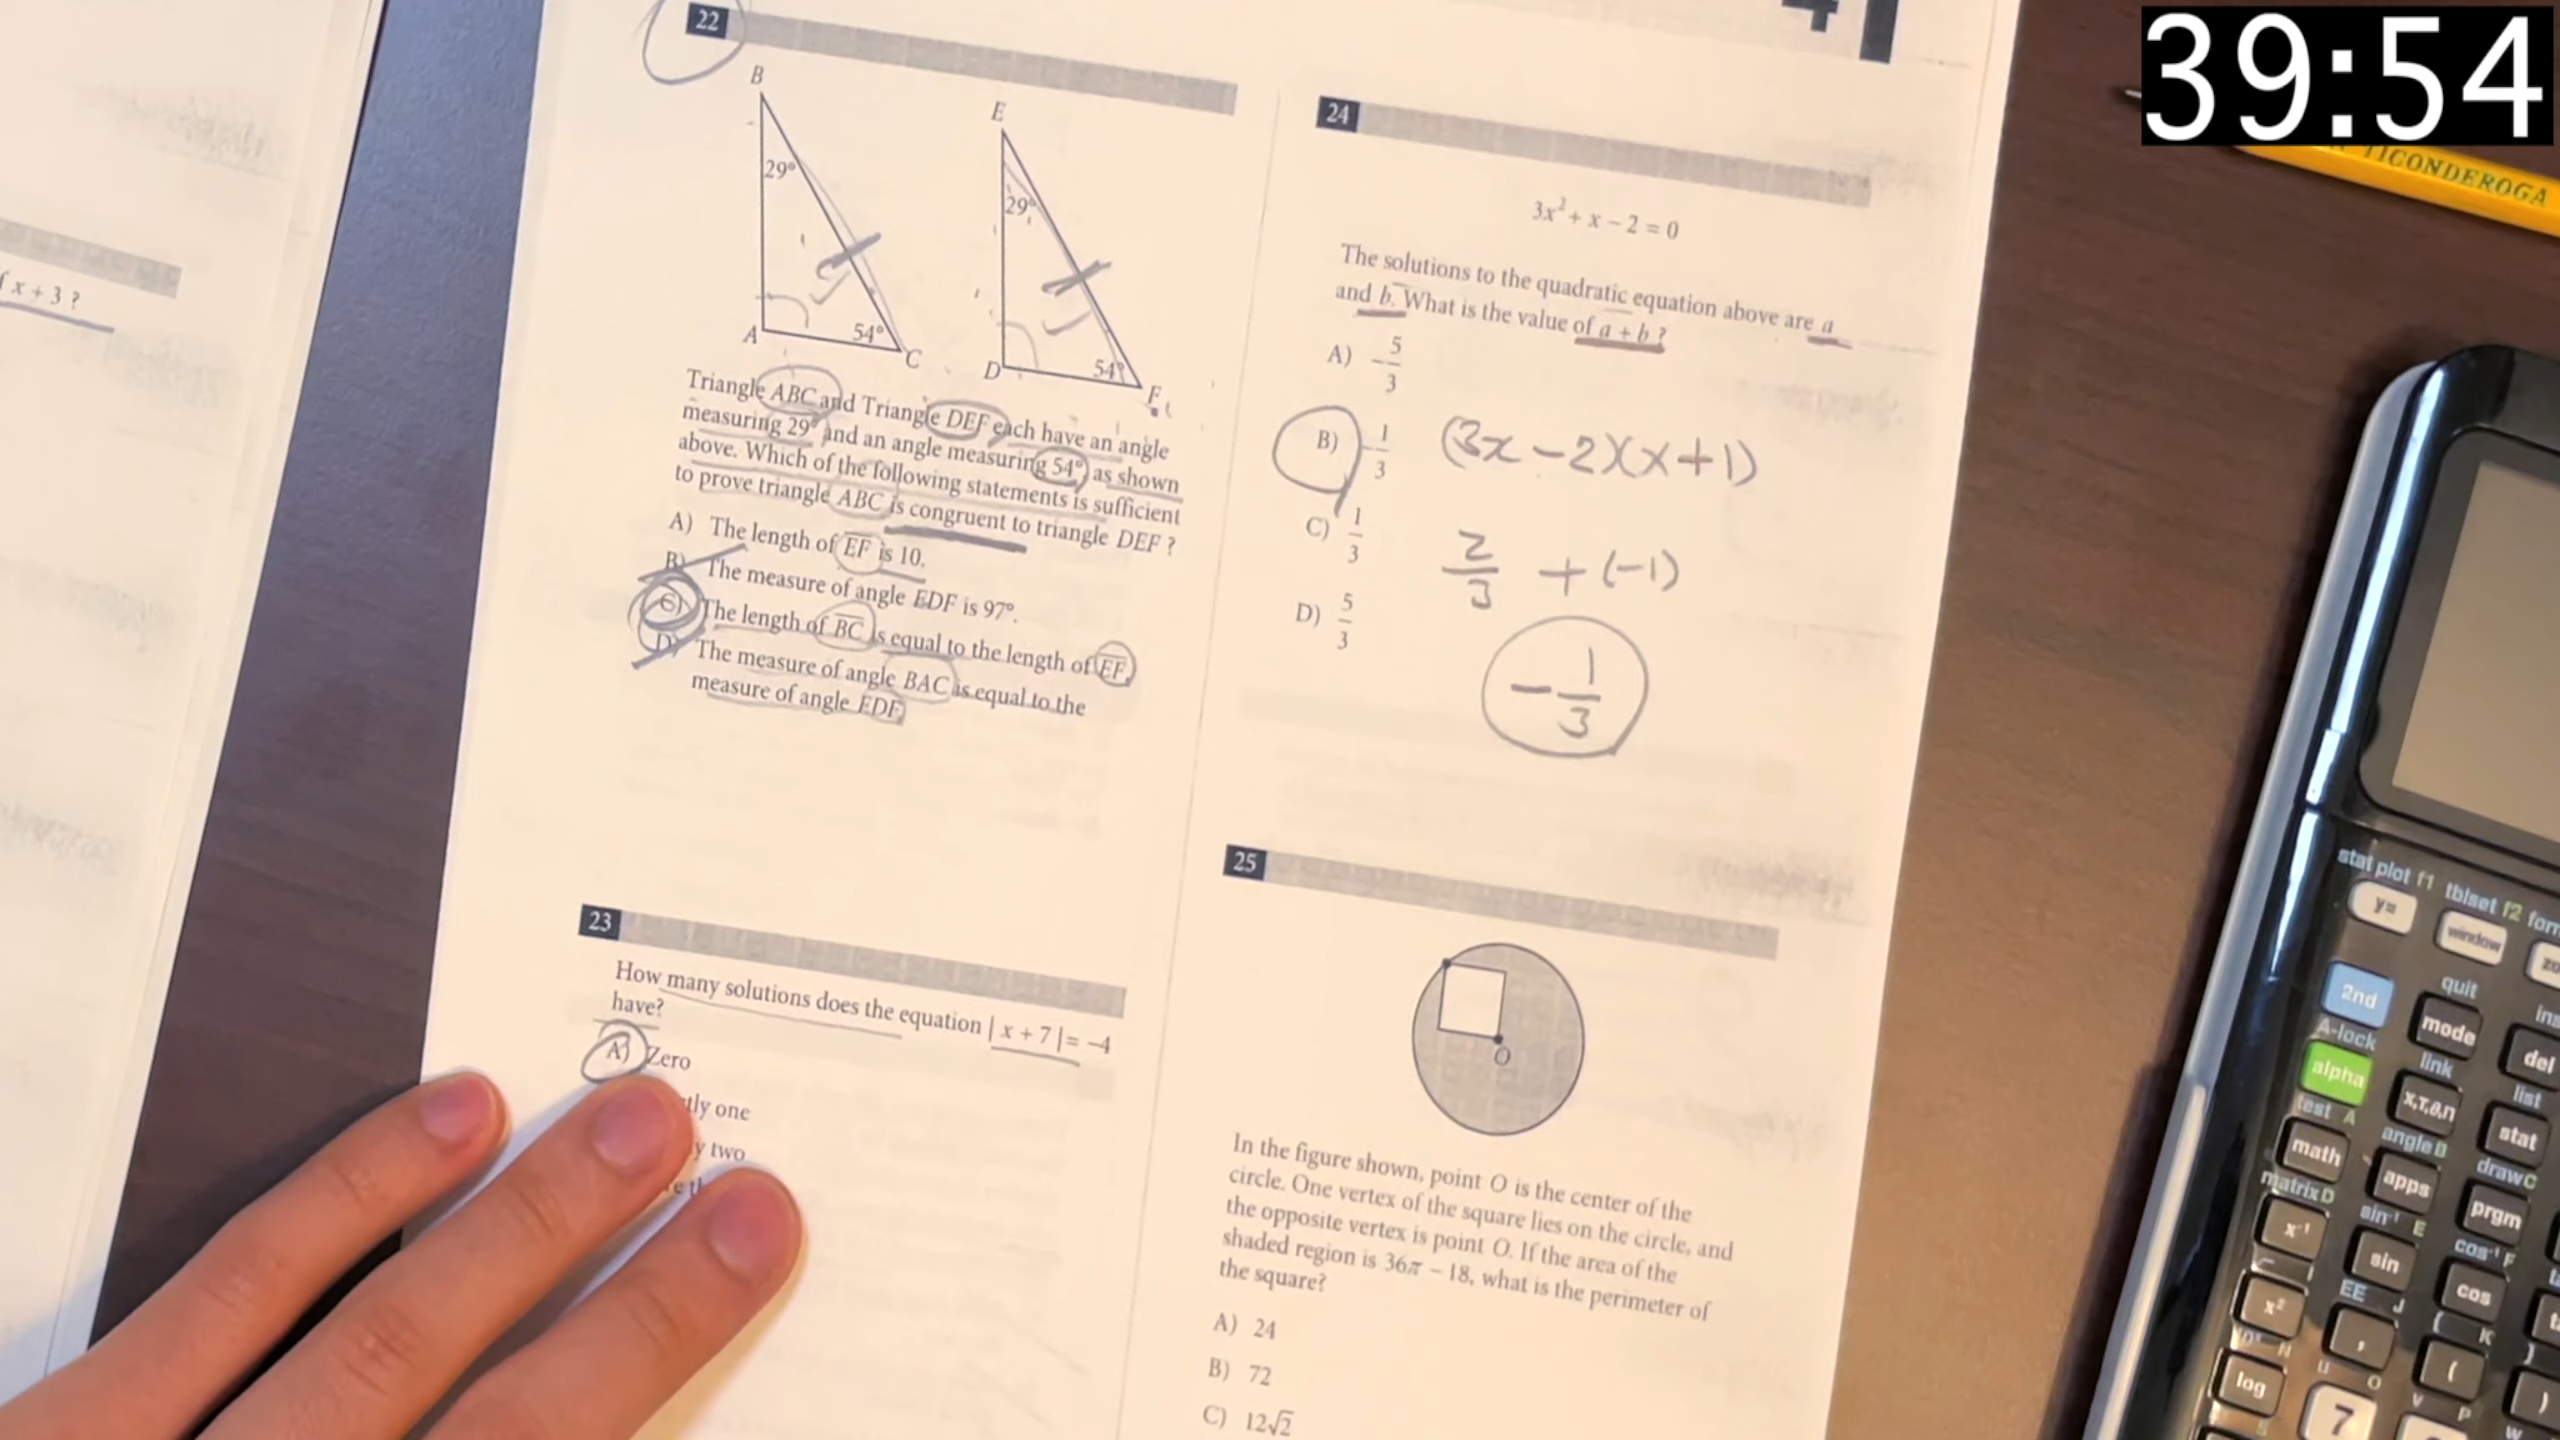 39:54
TICONDEROGA
x + 3 ?
22
B
29°
A
54°
C
E
29°
D
54°
F
Triangle ABC and Triangle DEF each have an angle
measuring 29° and an angle measuring 54°, as shown
above. Which of the following statements is sufficient
to prove triangle ABC is congruent to triangle DEF ?
A) The length of EF is 10.
B) The measure of angle EDF is 97°.
C) The length of BC is equal to the length of EF.
D) The measure of angle BAC is equal to the
measure of angle EDF.
23
How many solutions does the equation | x + 7 | = −4
have?
A) Zero
tly one
y two
24
3x² + x − 2 = 0
The solutions to the quadratic equation above are a
and b. What is the value of a + b ?
A) −5/3
B) −1/3
C) 1/3
D) 5/3
(3x − 2)(x + 1)
2/3 + (−1)
−1/3
25
O
In the figure shown, point O is the center of the
circle. One vertex of the square lies on the circle, and
the opposite vertex is point O. If the area of the
shaded region is 36π − 18, what is the perimeter of
the square?
A) 24
B) 72
C) 12√2
stat plot f1 tblset f2
y= window
quit
2nd mode del
A-lock link list
alpha X,T,θ,n stat
test A angle B draw C
math apps prgm
matrix D sin⁻¹ E cos⁻¹ F
x⁻¹ sin cos
EE J { K
x² , ( )
log 7